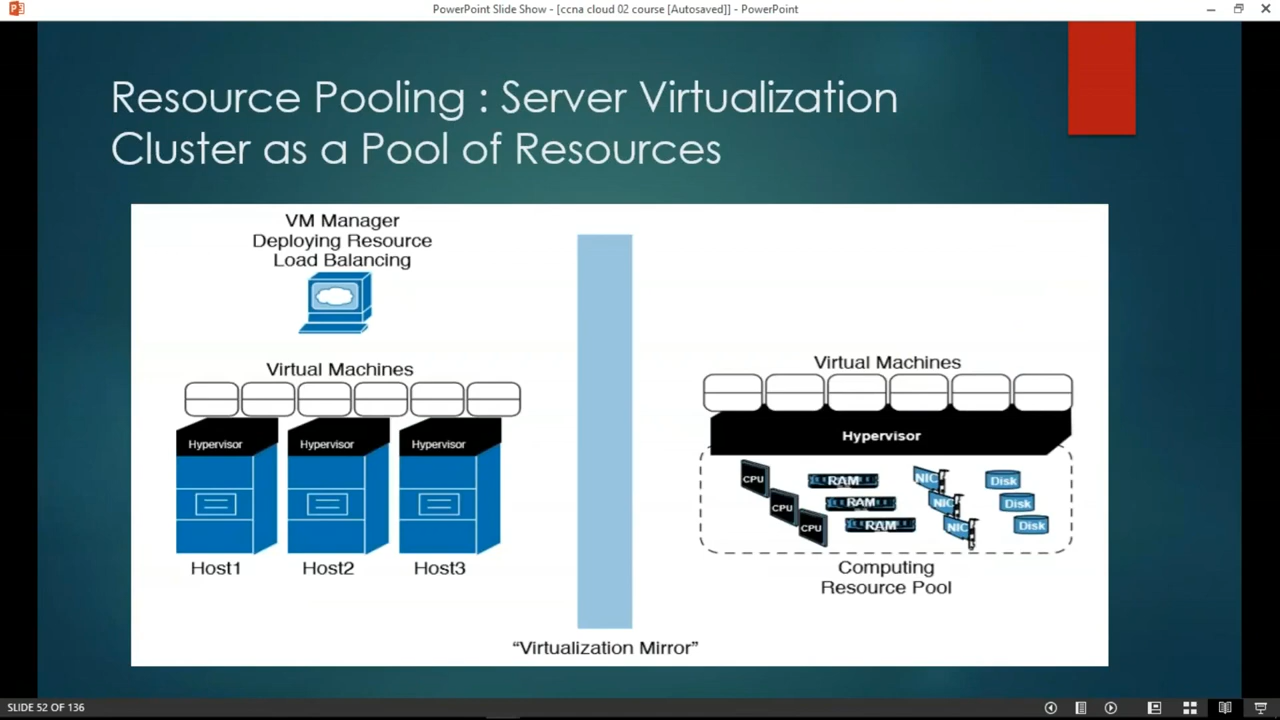 PowerPoint Slide Show - [ccna cloud 02 course [Autosaved]] - PowerPoint
Resource Pooling : Server Virtualization
Cluster as a Pool of Resources
VM Manager
Deploying Resource
Load Balancing
Virtual Machines
Hypervisor
Hypervisor
Hypervisor
Host1
Host2
Host3
"Virtualization Mirror"
Virtual Machines
Hypervisor
CPU
CPU
CPU
RAM
RAM
RAM
NIC
NIC
NIC
Disk
Disk
Disk
Computing
Resource Pool
SLIDE 52 OF 136